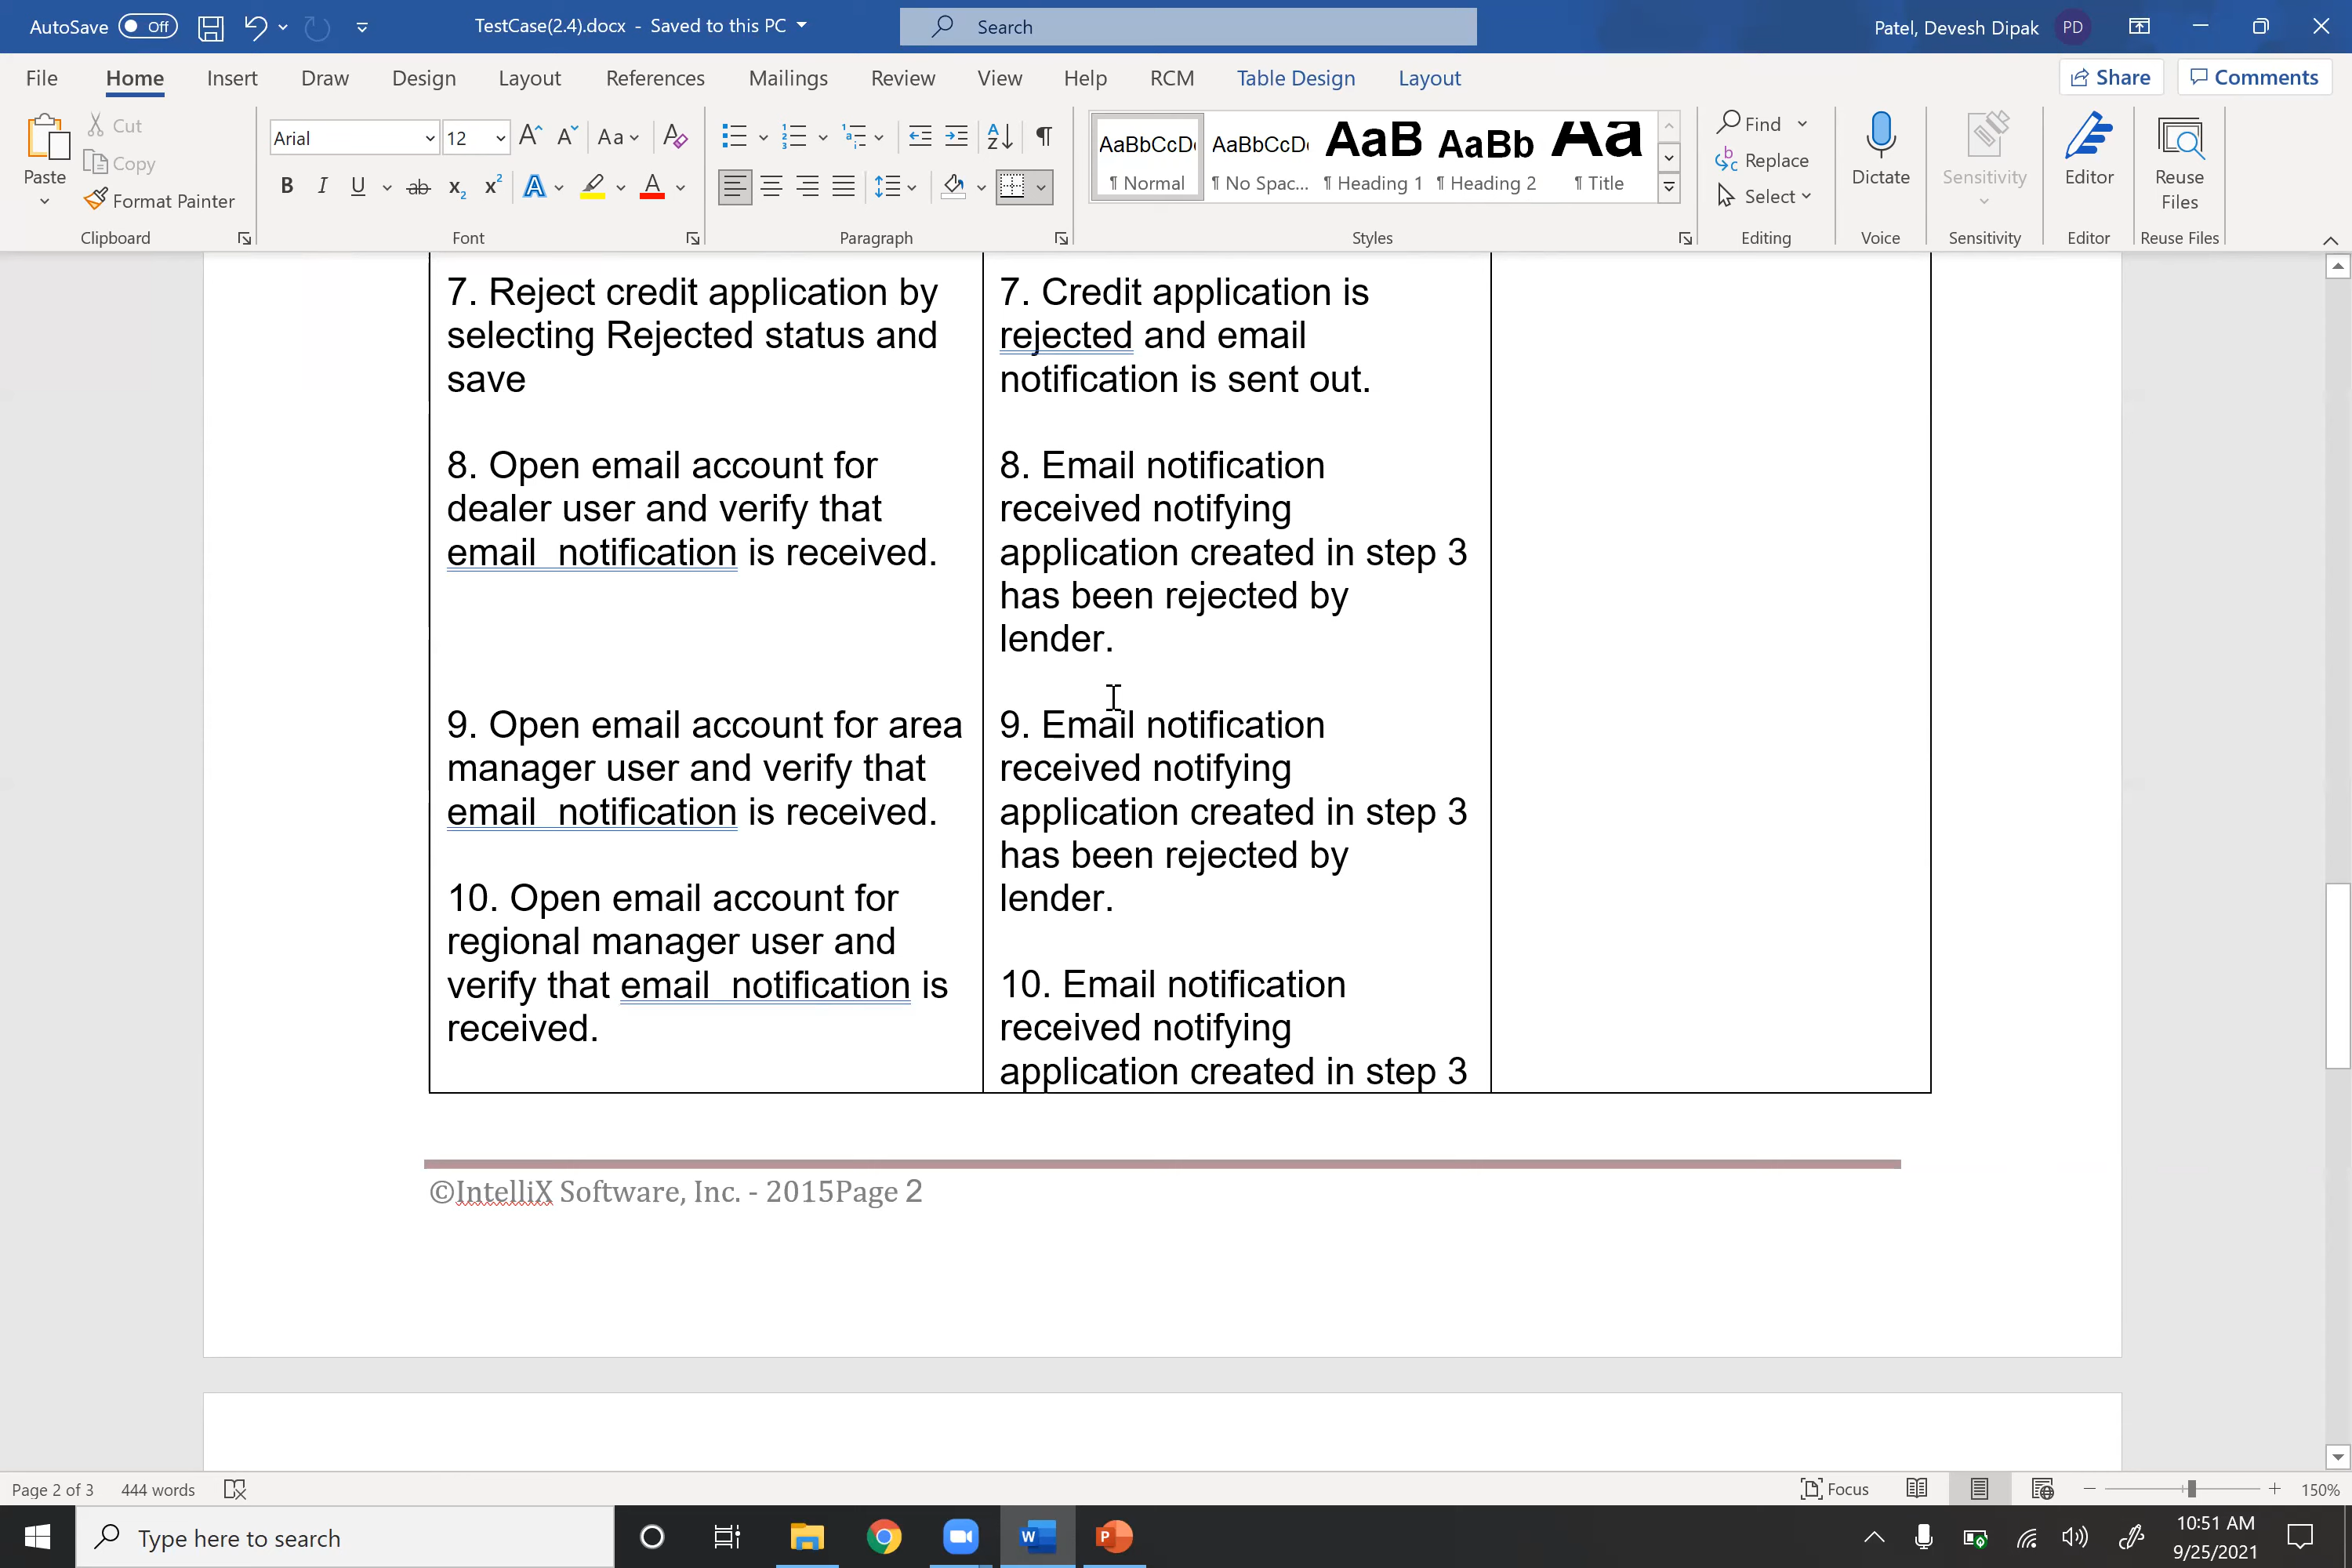 AutoSave Off TestCase(2.4).docx - Saved to this PC Search Patel, Devesh Dipak PD
File Home Insert Draw Design Layout References Mailings Review View Help RCM Table Design Layout Share Comments
Paste Cut Copy Format Painter Clipboard
Arial 12 Aa Font
Paragraph
AaBbCcDc AaBbCcDc AaB AaBb Aa
¶ Normal ¶ No Spac... ¶ Heading 1 ¶ Heading 2 ¶ Title
Styles
Find Replace Select Editing
Dictate Voice
Sensitivity Sensitivity
Editor Editor
Reuse Files Reuse Files
7. Reject credit application by
selecting Rejected status and
save
8. Open email account for
dealer user and verify that
email  notification is received.
9. Open email account for area
manager user and verify that
email  notification is received.
10. Open email account for
regional manager user and
verify that email  notification is
received.
7. Credit application is
rejected and email
notification is sent out.
8. Email notification
received notifying
application created in step 3
has been rejected by
lender.
9. Email notification
received notifying
application created in step 3
has been rejected by
lender.
10. Email notification
received notifying
application created in step 3
©IntelliX Software, Inc. - 2015Page 2
Page 2 of 3 444 words Focus 150%
Type here to search 10:51 AM
9/25/2021